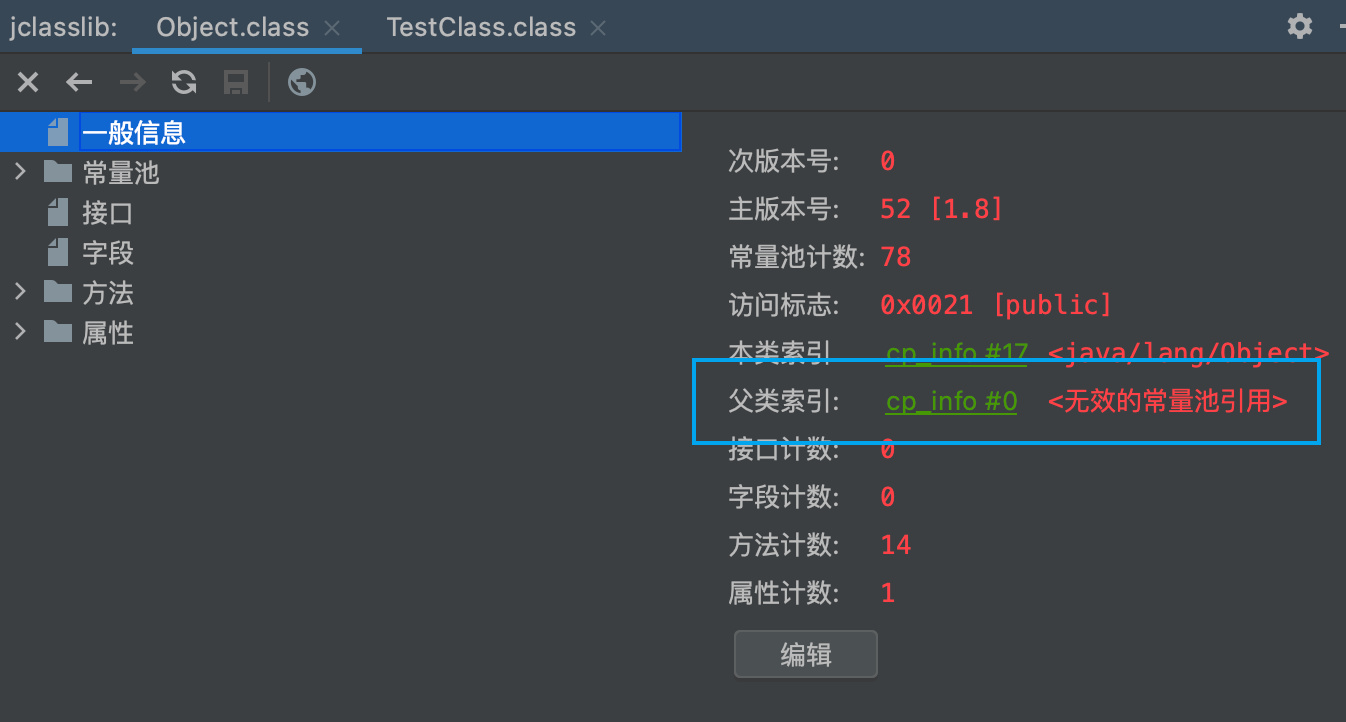 jclasslib: Object.class TestClass.class
一般信息
常量池
接口
字段
方法
属性
次版本号: 0
主版本号: 52 [1.8]
常量池计数: 78
访问标志: 0x0021 [public]
本类索引 cp_info #17 <java/lang/Object>
父类索引: cp_info #0 <无效的常量池引用>
接口计数: 0
字段计数: 0
方法计数: 14
属性计数: 1
编辑